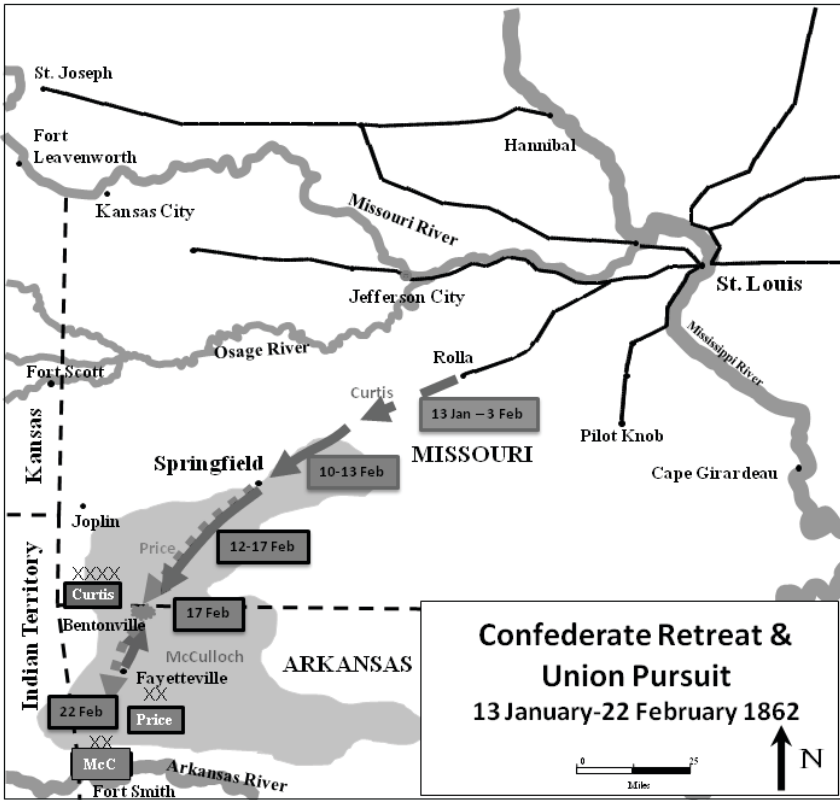 St. Joseph
Fort
Leavenworth
Hannibal
Kansas City
Missouri River
St. Louis
Jefferson City
Mississippi River
Osage River
Rolla
Fort Scott
Curtis
13 Jan – 3 Feb
Kansas
Pilot Knob
MISSOURI
Springfield
10-13 Feb
Cape Girardeau
Joplin
Price
12-17 Feb
XXXX
Curtis
Indian Territory
17 Feb
Bentonville
McCulloch
ARKANSAS
Fayetteville
XX
22 Feb
Price
XX
McC
Arkansas River
Fort Smith
Confederate Retreat &
Union Pursuit
13 January-22 February 1862
0 25
Miles
N